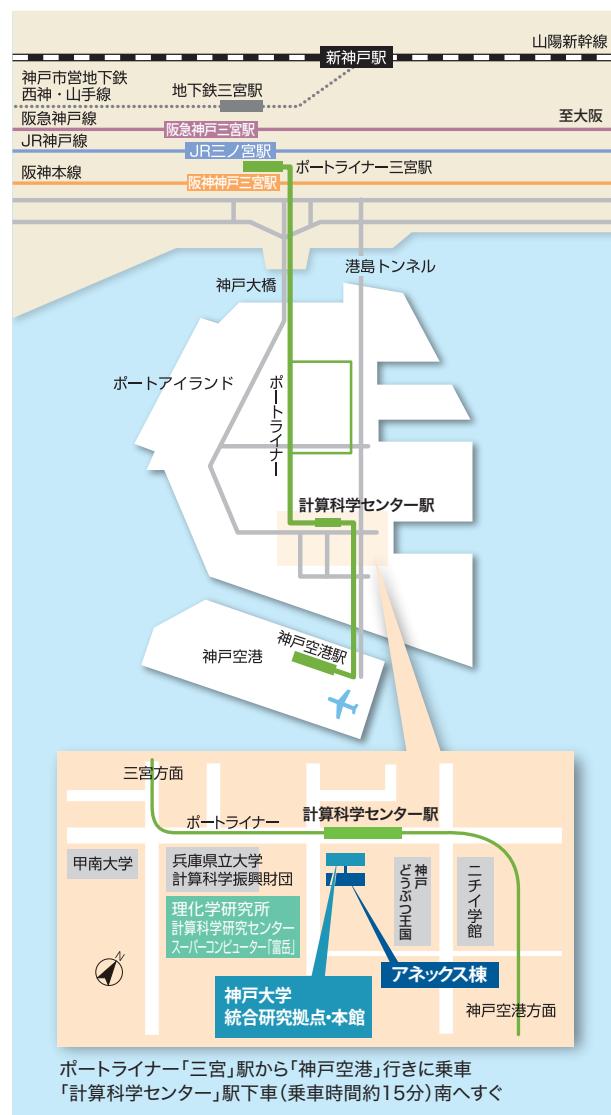 山陽新幹線
新神戸駅
神戸市営地下鉄
西神・山手線
地下鉄三宮駅
阪急神戸線
阪急神戸三宮駅
至大阪
JR神戸線
JR三ノ宮駅
ポートライナー三宮駅
阪神本線
阪神神戸三宮駅
港島トンネル
神戸大橋
ポートアイランド
ポートライナー
計算科学センター駅
神戸空港駅
神戸空港
三宮方面
ポートライナー
計算科学センター駅
甲南大学
兵庫県立大学
計算科学振興財団
神戸
どうぶつ王国
ニチイ学館
理化学研究所
計算科学研究センター
スーパーコンピューター「富岳」
N
アネックス棟
神戸大学
統合研究拠点・本館
神戸空港方面
ポートライナー「三宮」駅から「神戸空港」行きに乗車
「計算科学センター」駅下車（乗車時間約15分）南へすぐ